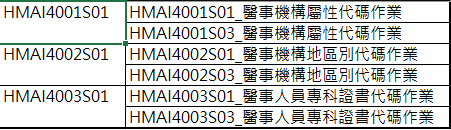 HMAI4001S01 HMAI4001S01_醫事機構屬性代碼作業
HMAI4001S03_醫事機構屬性代碼作業
HMAI4002S01 HMAI4002S01_醫事機構地區別代碼作業
HMAI4002S03_醫事機構地區別代碼作業
HMAI4003S01 HMAI4003S01_醫事人員專科證書代碼作業
HMAI4003S03_醫事人員專科證書代碼作業